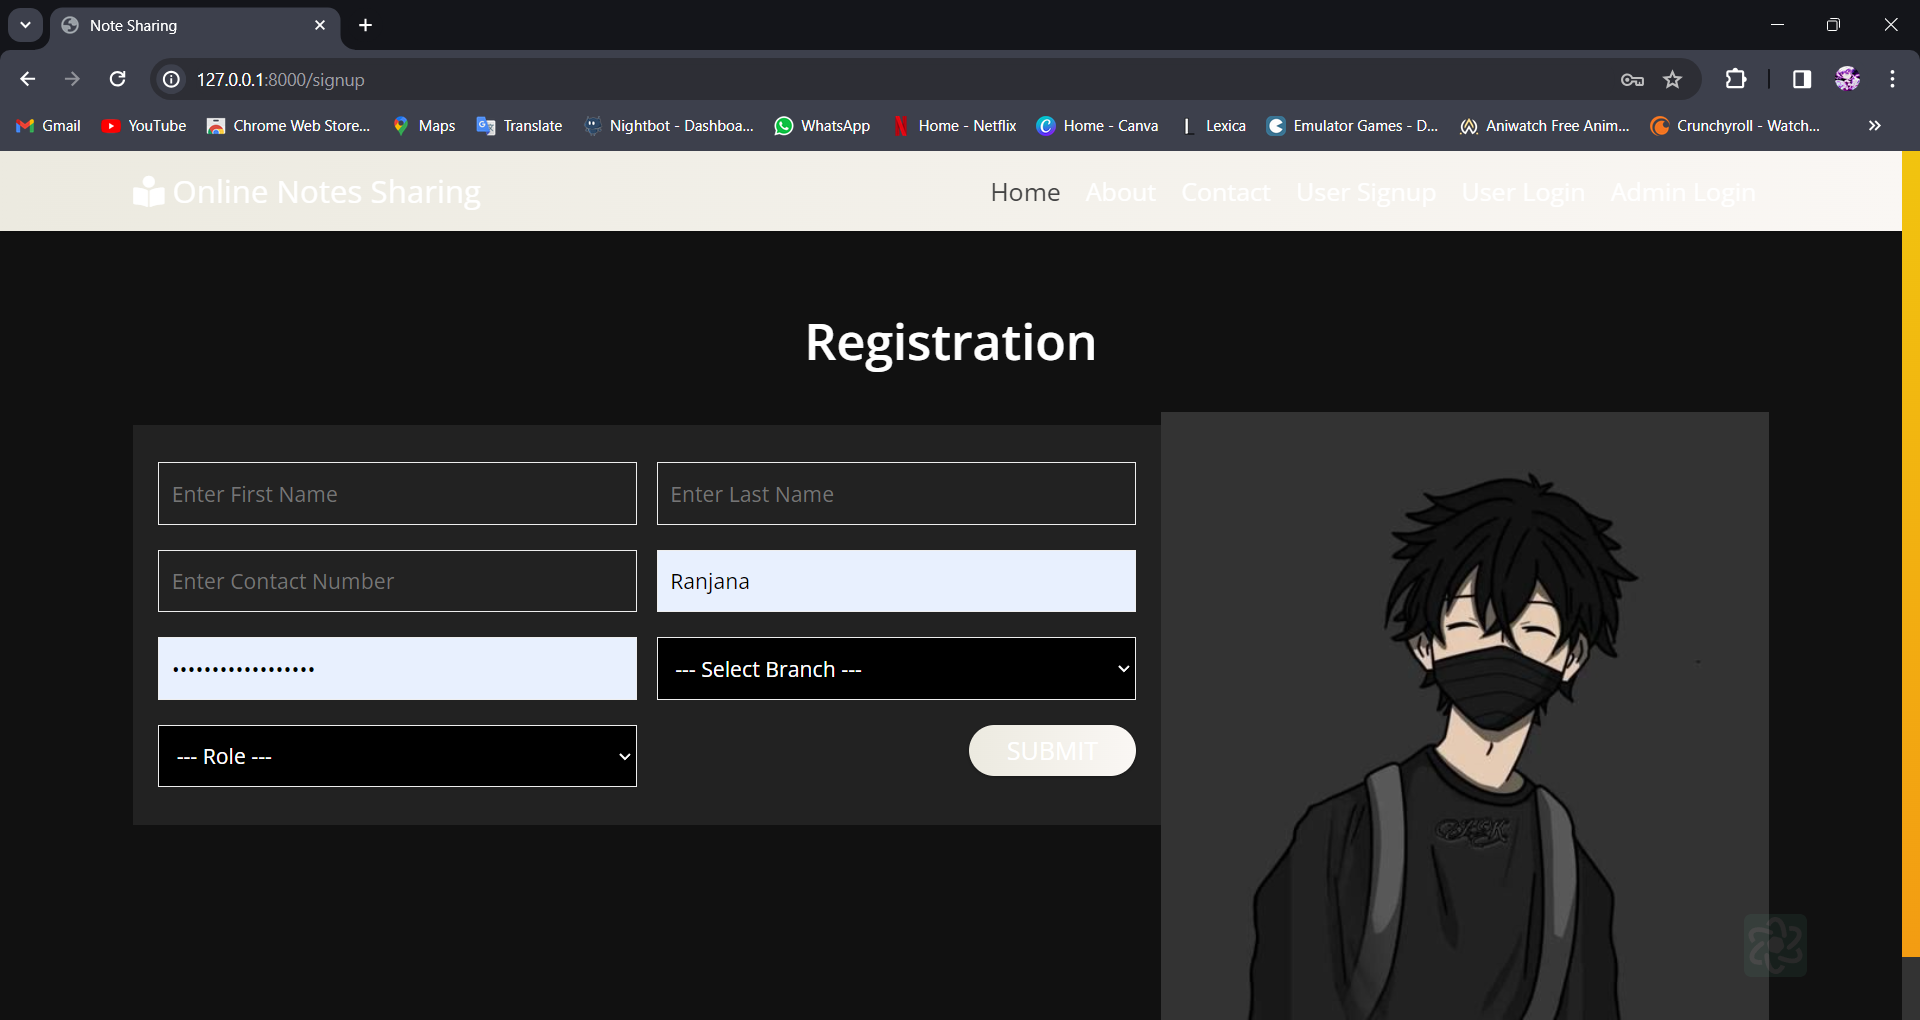 Note Sharing
127.0.0.1:8000/signup
Gmail YouTube Chrome Web Store... Maps Translate Nightbot - Dashboa... WhatsApp Home - Netflix Home - Canva Lexica Emulator Games - D... Aniwatch Free Anim... Crunchyroll - Watch...
Online Notes Sharing Home About Contact User Signup User Login Admin Login
Registration
Enter First Name Enter Last Name
Enter Contact Number Ranjana
•••••••••••••••••• --- Select Branch ---
--- Role --- SUBMIT